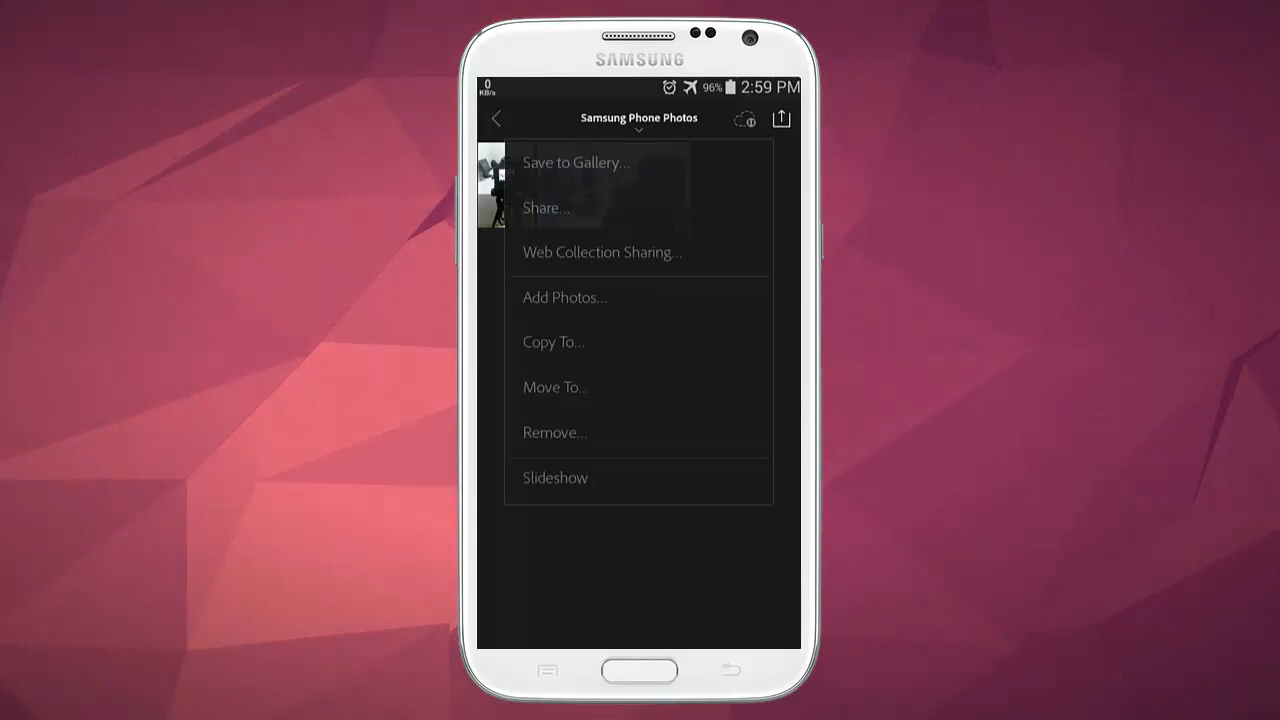 SAMSUNG
0
KB/s
96% 2:59 PM
Samsung Phone Photos
Save to Gallery...
Share...
Web Collection Sharing...
Add Photos...
Copy To...
Move To...
Remove...
Slideshow